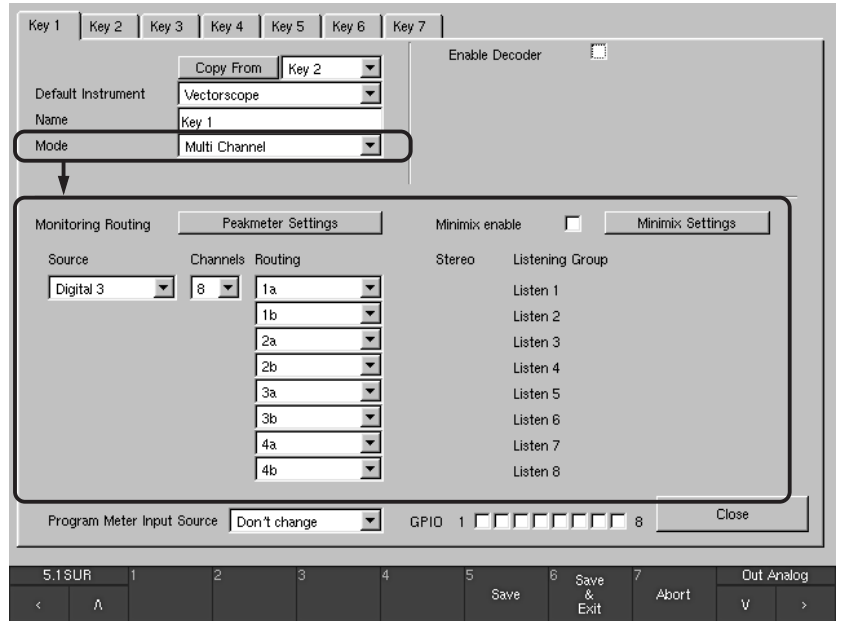 Key 1 Key 2 Key 3 Key 4 Key 5 Key 6 Key 7
Copy From Key 2 Enable Decoder
Default Instrument Vectorscope
Name Key 1
Mode Multi Channel
Monitoring Routing Peakmeter Settings Minimix enable Minimix Settings
Source Channels Routing Stereo Listening Group
Digital 3 8 1a Listen 1
1b Listen 2
2a Listen 3
2b Listen 4
3a Listen 5
3b Listen 6
4a Listen 7
4b Listen 8
Program Meter Input Source Don't change GPIO 1 8 Close
5.1SUR 1 2 3 4 5 Save 6 Save & Exit 7 Abort Out Analog
< Λ V >